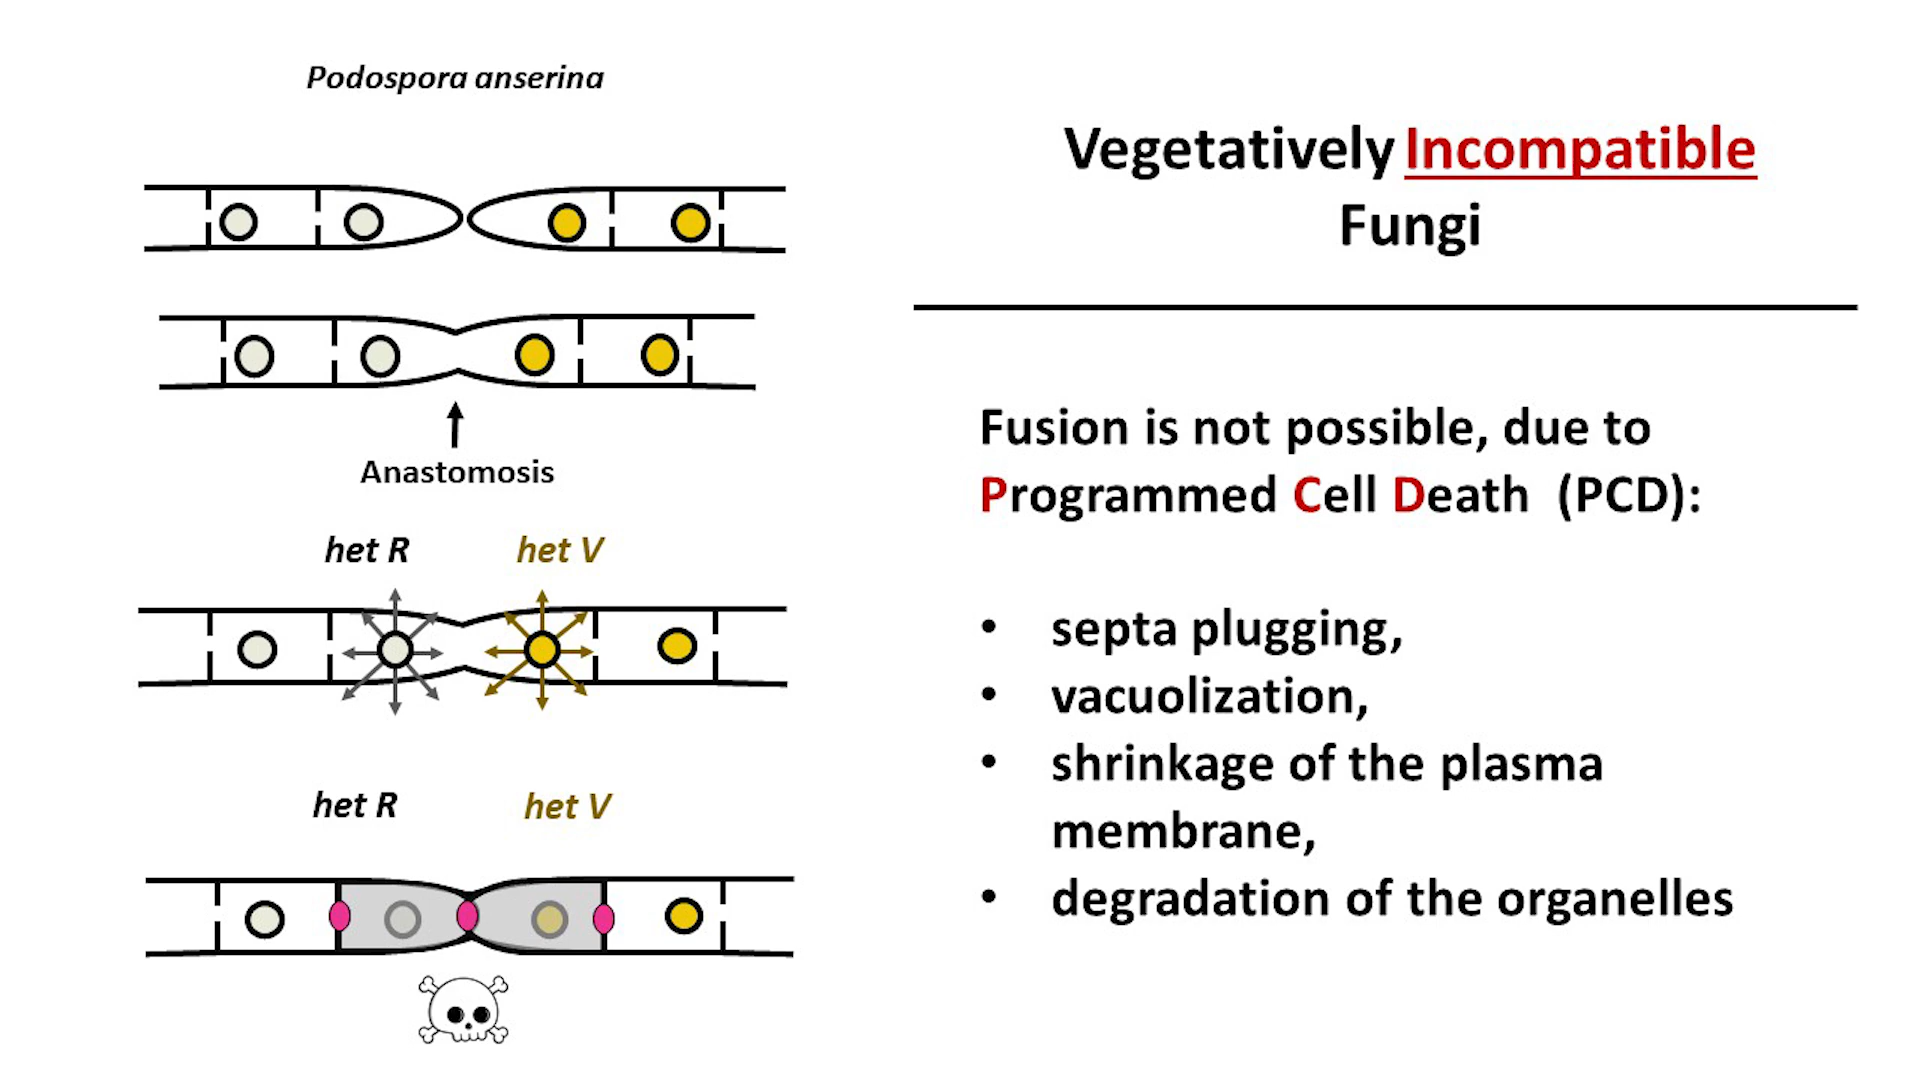 Podospora anserina
Anastomosis
het R het V
het R het V
Vegetatively Incompatible
Fungi
Fusion is not possible, due to
Programmed Cell Death (PCD):
• septa plugging,
• vacuolization,
• shrinkage of the plasma
membrane,
• degradation of the organelles